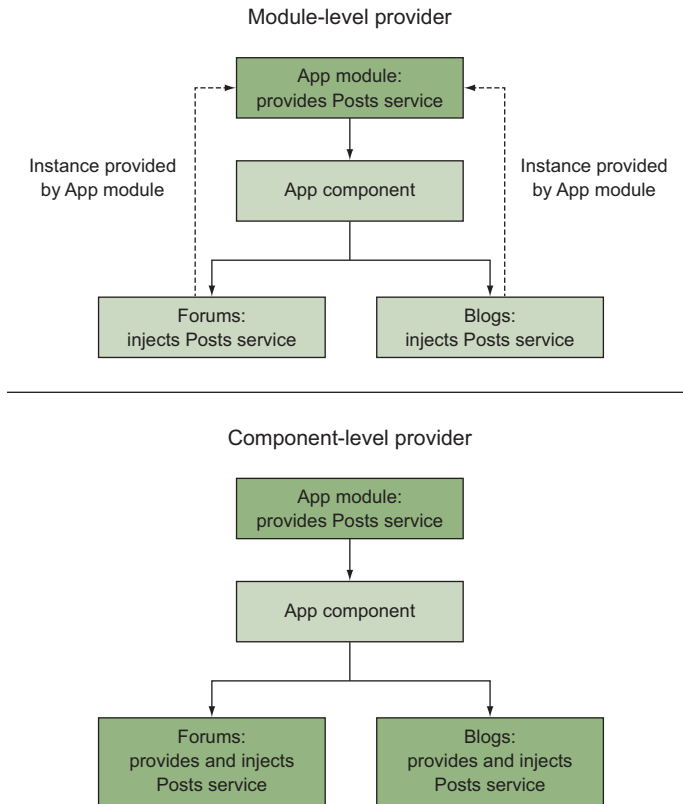 Module-level provider
App module:
provides Posts service
Instance provided
by App module
Instance provided
by App module
App component
Forums:
injects Posts service
Blogs:
injects Posts service
Component-level provider
App module:
provides Posts service
App component
Forums:
provides and injects
Posts service
Blogs:
provides and injects
Posts service